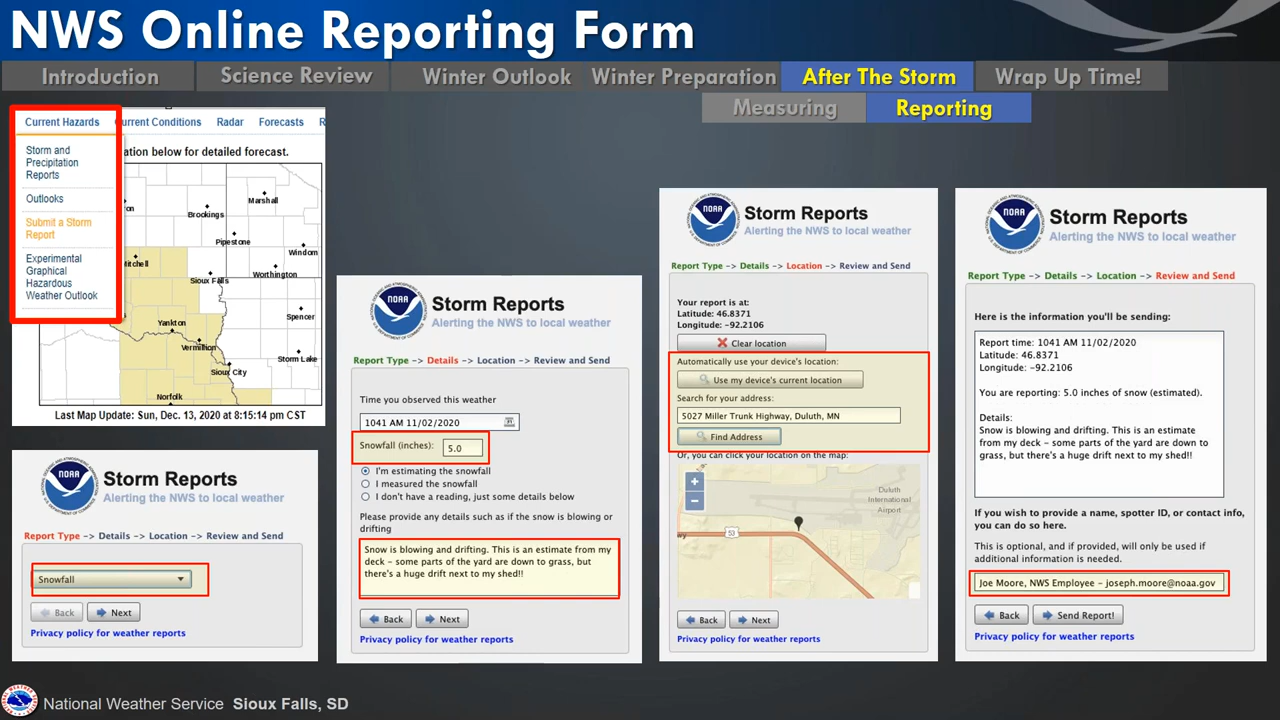 NWS Online Reporting Form
Introduction
Science Review
Winter Outlook
Winter Preparation
After The Storm
Wrap Up Time!
Measuring
Reporting
Current Hazards
urrent Conditions
Radar
Forecasts
R
Storm and
Precipitation
Reports
Outlooks
Submit a Storm
Report
Experimental
Graphical
Hazardous
Weather Outlook
ation below for detailed forecast.
on
Marshall
Brookings
Pipestone
Windom
itchell
Worthington
Sioux Falls
Spencer
Yankton
Vermillion
Storm Lake
Sioux City
Norfolk
Last Map Update: Sun, Dec. 13, 2020 at 8:15:14 pm CST
NOAA
Storm Reports
Alerting the NWS to local weather
Report Type -> Details -> Location -> Review and Send
Snowfall
Back
Next
Privacy policy for weather reports
NOAA
Storm Reports
Alerting the NWS to local weather
Report Type -> Details -> Location -> Review and Send
Time you observed this weather
1041 AM 11/02/2020
Snowfall (inches): 5.0
I'm estimating the snowfall
I measured the snowfall
I don't have a reading, just some details below
Please provide any details such as if the snow is blowing or
drifting
Snow is blowing and drifting. This is an estimate from my
deck - some parts of the yard are down to grass, but
there's a huge drift next to my shed!!
Back
Next
Privacy policy for weather reports
NOAA
Storm Reports
Alerting the NWS to local weather
Report Type -> Details -> Location -> Review and Send
Your report is at:
Latitude: 46.8371
Longitude: -92.2106
Clear location
Automatically use your device's location:
Use my device's current location
Search for your address:
5027 Miller Trunk Highway, Duluth, MN
Find Address
Or, you can click your location on the map:
+
−
Duluth
International
Airport
wy
53
Back
Next
Privacy policy for weather reports
NOAA
Storm Reports
Alerting the NWS to local weather
Report Type -> Details -> Location -> Review and Send
Here is the information you'll be sending:
Report time: 1041 AM 11/02/2020
Latitude: 46.8371
Longitude: -92.2106
You are reporting: 5.0 inches of snow (estimated).
Details:
Snow is blowing and drifting. This is an estimate
from my deck - some parts of the yard are down to
grass, but there's a huge drift next to my shed!!
If you wish to provide a name, spotter ID, or contact info,
you can do so here.
This is optional, and if provided, will only be used if
additional information is needed.
Joe Moore, NWS Employee - joseph.moore@noaa.gov
Back
Send Report!
Privacy policy for weather reports
National Weather Service Sioux Falls, SD